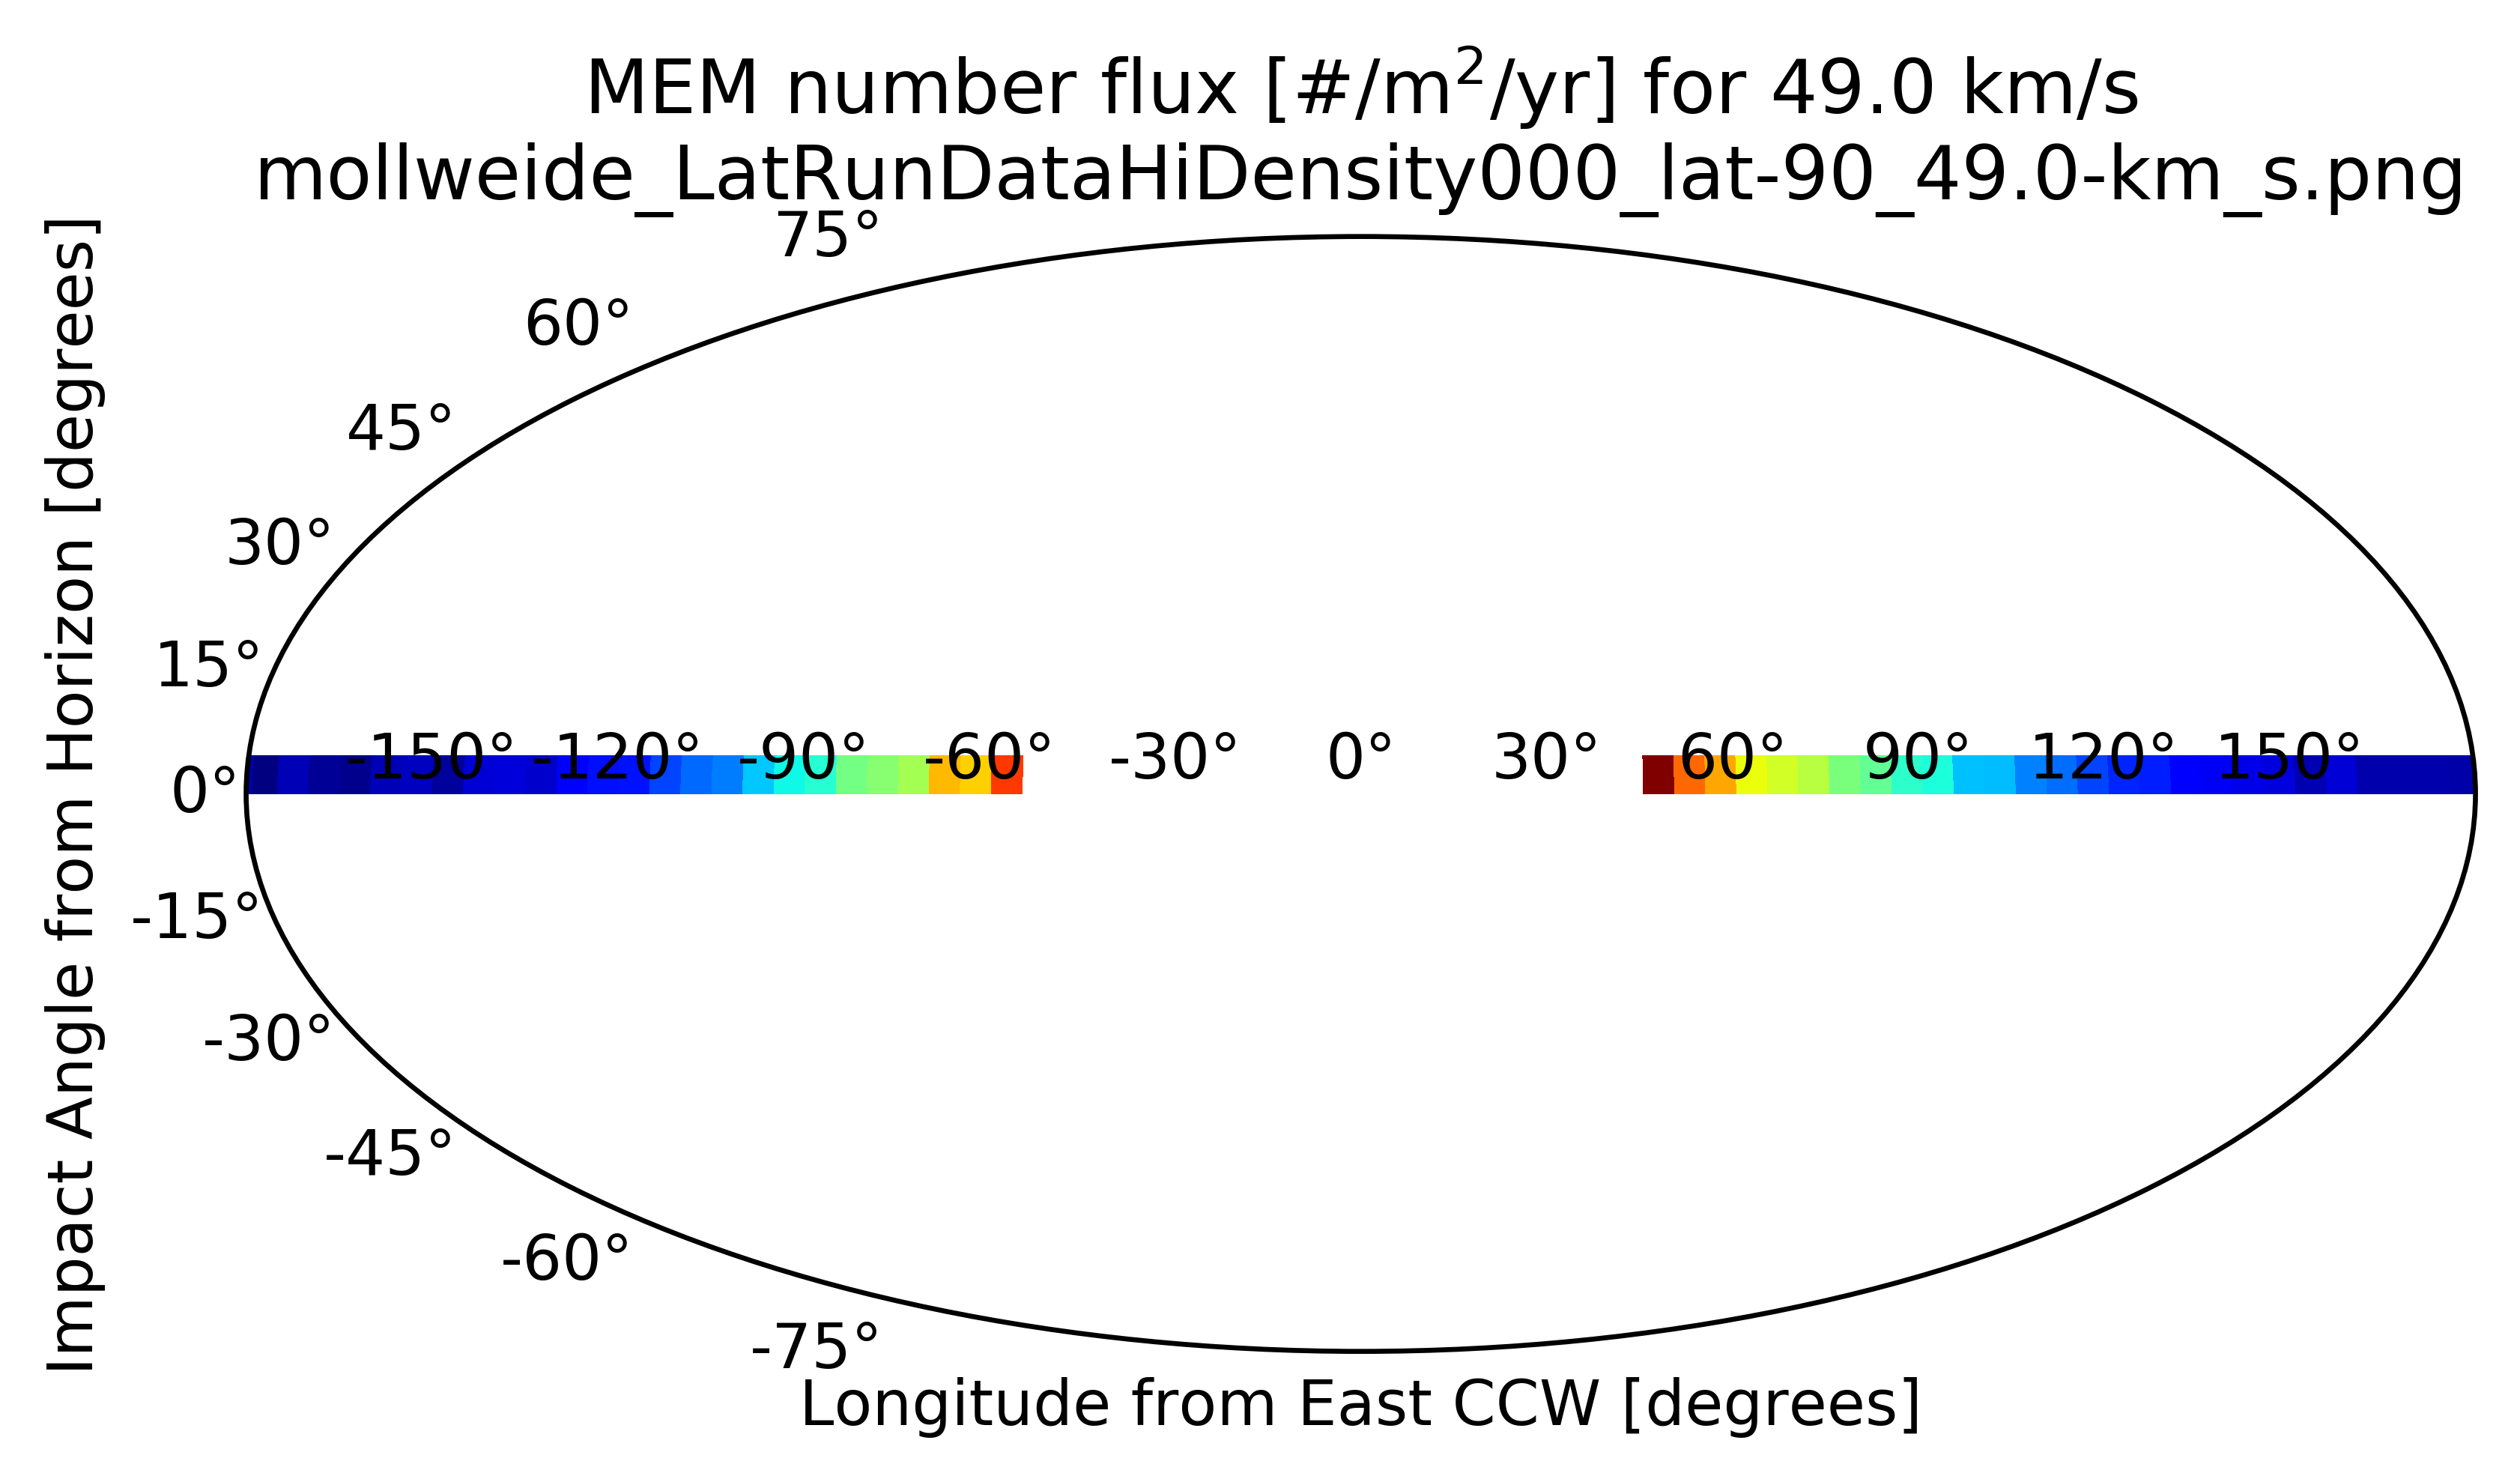 MEM number flux [#/m²/yr] for 49.0 km/s
mollweide_LatRunDataHiDensity000_lat-90_49.0-km_s.png
Impact Angle from Horizon [degrees]
75°
60°
45°
30°
15°
0°
-15°
-30°
-45°
-60°
-75°
-150° -120° -90° -60° -30° 0° 30° 60° 90° 120° 150°
Longitude from East CCW [degrees]